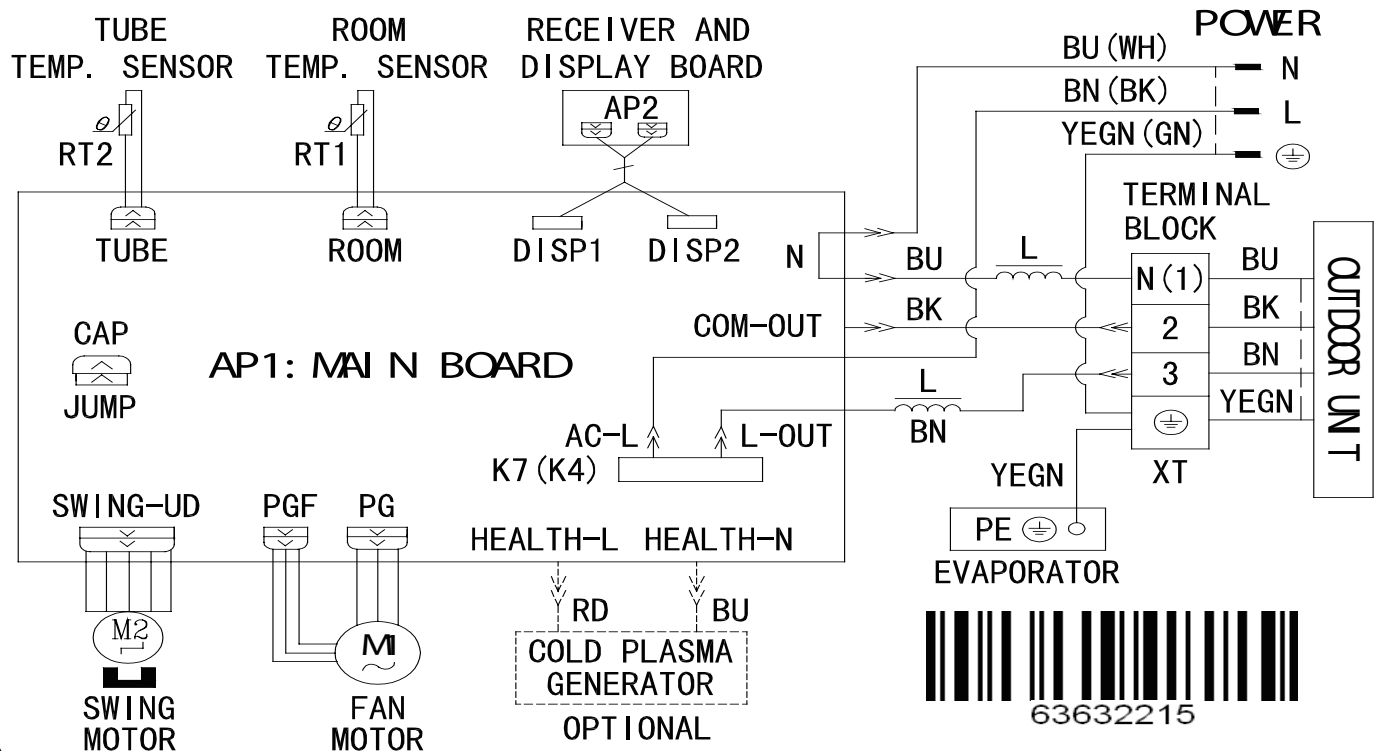 TUBE
TEMP. SENSOR
ROOM
TEMP. SENSOR
RECEIVER AND
DISPLAY BOARD
POWER
BU(WH)
N
BN(BK)
L
YEGN(GN)
AP2
θ
RT2
θ
RT1
TUBE
ROOM
DISP1
DISP2
N
BU
L
TERMINAL
BLOCK
N(1)
BU
COM-OUT
BK
2
BK
3
BN
YEGN
OUTDOOR UNIT
CAP
JUMP
AP1: MAIN BOARD
L
BN
AC-L
L-OUT
K7(K4)
XT
YEGN
PE
EVAPORATOR
SWING-UD
PGF
PG
HEALTH-L
HEALTH-N
RD
BU
M2
M1
COLD PLASMA
GENERATOR
OPTIONAL
SWING
MOTOR
FAN
MOTOR
63632215